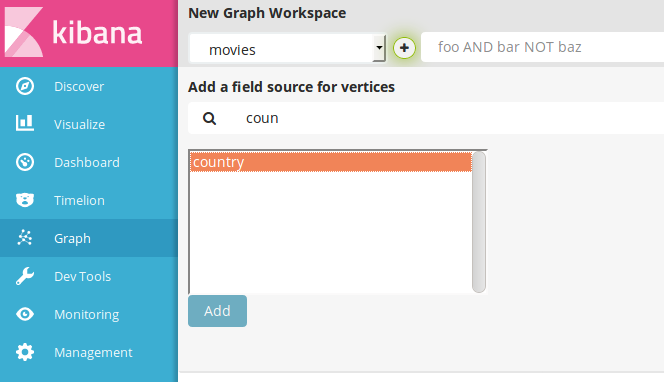 kibana
Discover
Visualize
Dashboard
Timelion
Graph
Dev Tools
Monitoring
Management
New Graph Workspace
movies
foo AND bar NOT baz
Add a field source for vertices
coun
country
Add